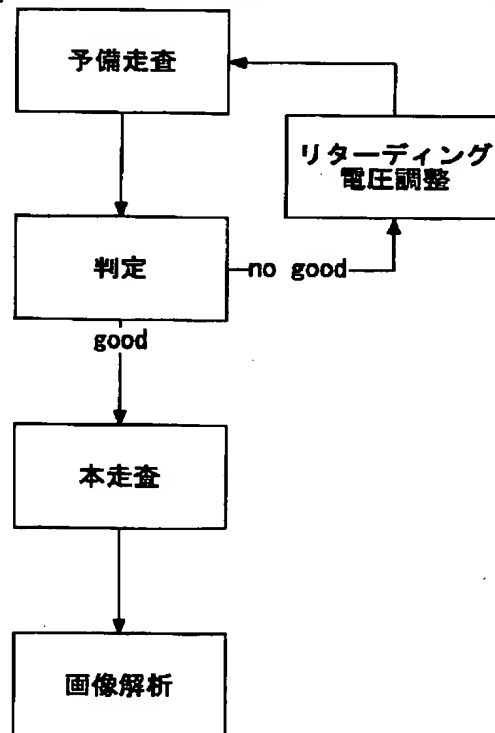 予備走査
リターディング
電圧調整
判定
no good
good
本走査
画像解析